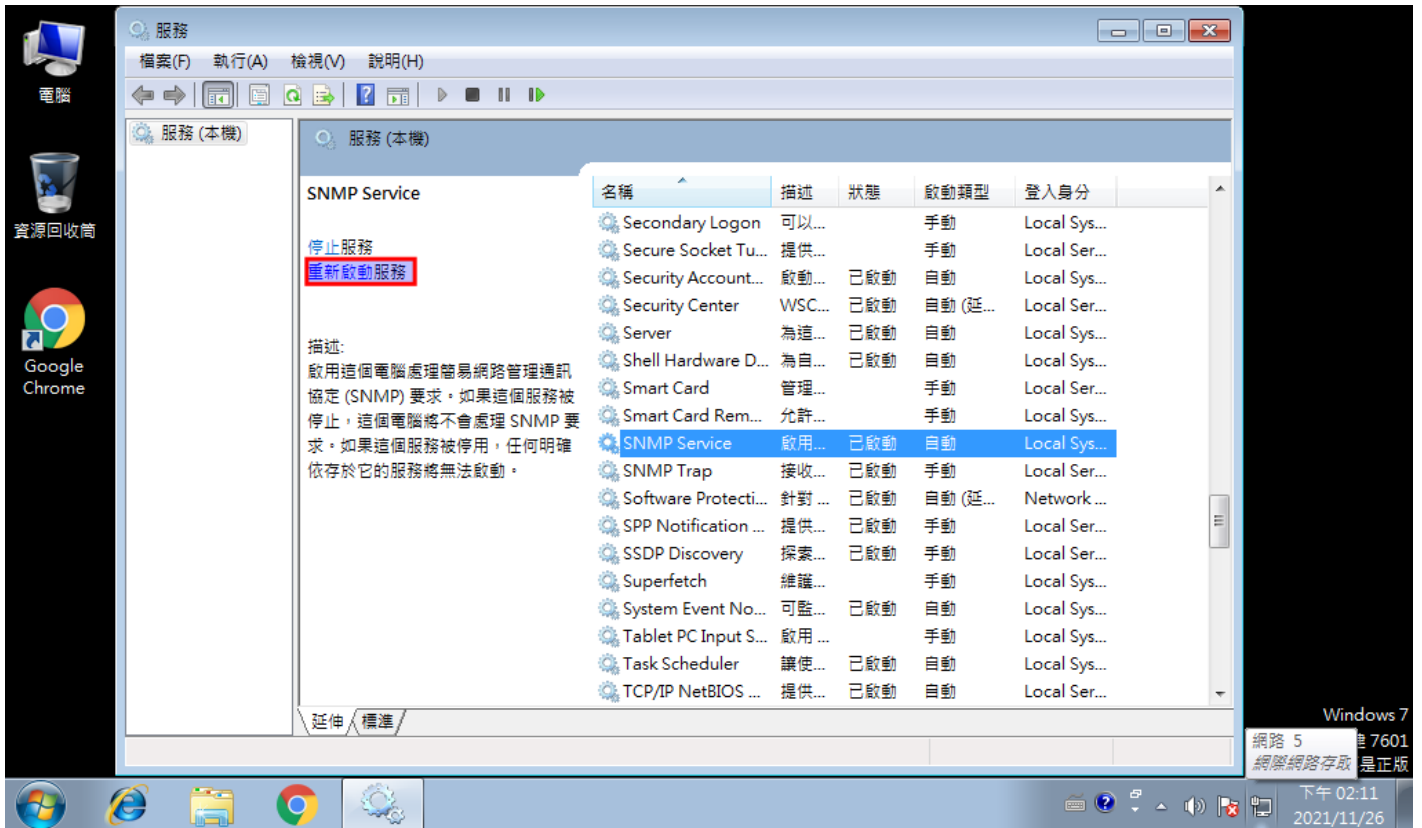 服務
檔案(F) 執行(A) 檢視(V) 說明(H)
電腦
資源回收筒
Google
Chrome
服務 (本機)
服務 (本機)
SNMP Service
停止服務
重新啟動服務
描述:
啟用這個電腦處理簡易網路管理通訊
協定 (SNMP) 要求。如果這個服務被
停止，這個電腦將不會處理 SNMP 要
求。如果這個服務被停用，任何明確
依存於它的服務將無法啟動。
名稱 描述 狀態 啟動類型 登入身分
Secondary Logon 可以... 手動 Local Sys...
Secure Socket Tu... 提供... 手動 Local Ser...
Security Account... 啟動... 已啟動 自動 Local Sys...
Security Center WSC... 已啟動 自動 (延... Local Ser...
Server 為這... 已啟動 自動 Local Sys...
Shell Hardware D... 為自... 已啟動 自動 Local Sys...
Smart Card 管理... 手動 Local Ser...
Smart Card Rem... 允許... 手動 Local Sys...
SNMP Service 啟用... 已啟動 自動 Local Sys...
SNMP Trap 接收... 已啟動 手動 Local Ser...
Software Protecti... 針對 ... 已啟動 自動 (延... Network ...
SPP Notification ... 提供... 已啟動 手動 Local Ser...
SSDP Discovery 探索... 已啟動 手動 Local Ser...
Superfetch 維護... 手動 Local Sys...
System Event No... 可監... 已啟動 自動 Local Sys...
Tablet PC Input S... 啟用 ... 手動 Local Sys...
Task Scheduler 讓使... 已啟動 自動 Local Sys...
TCP/IP NetBIOS ... 提供... 已啟動 自動 Local Ser...
延伸 標準
Windows 7
網路 5
7601
網際網路存取
是正版
下午 02:11
2021/11/26